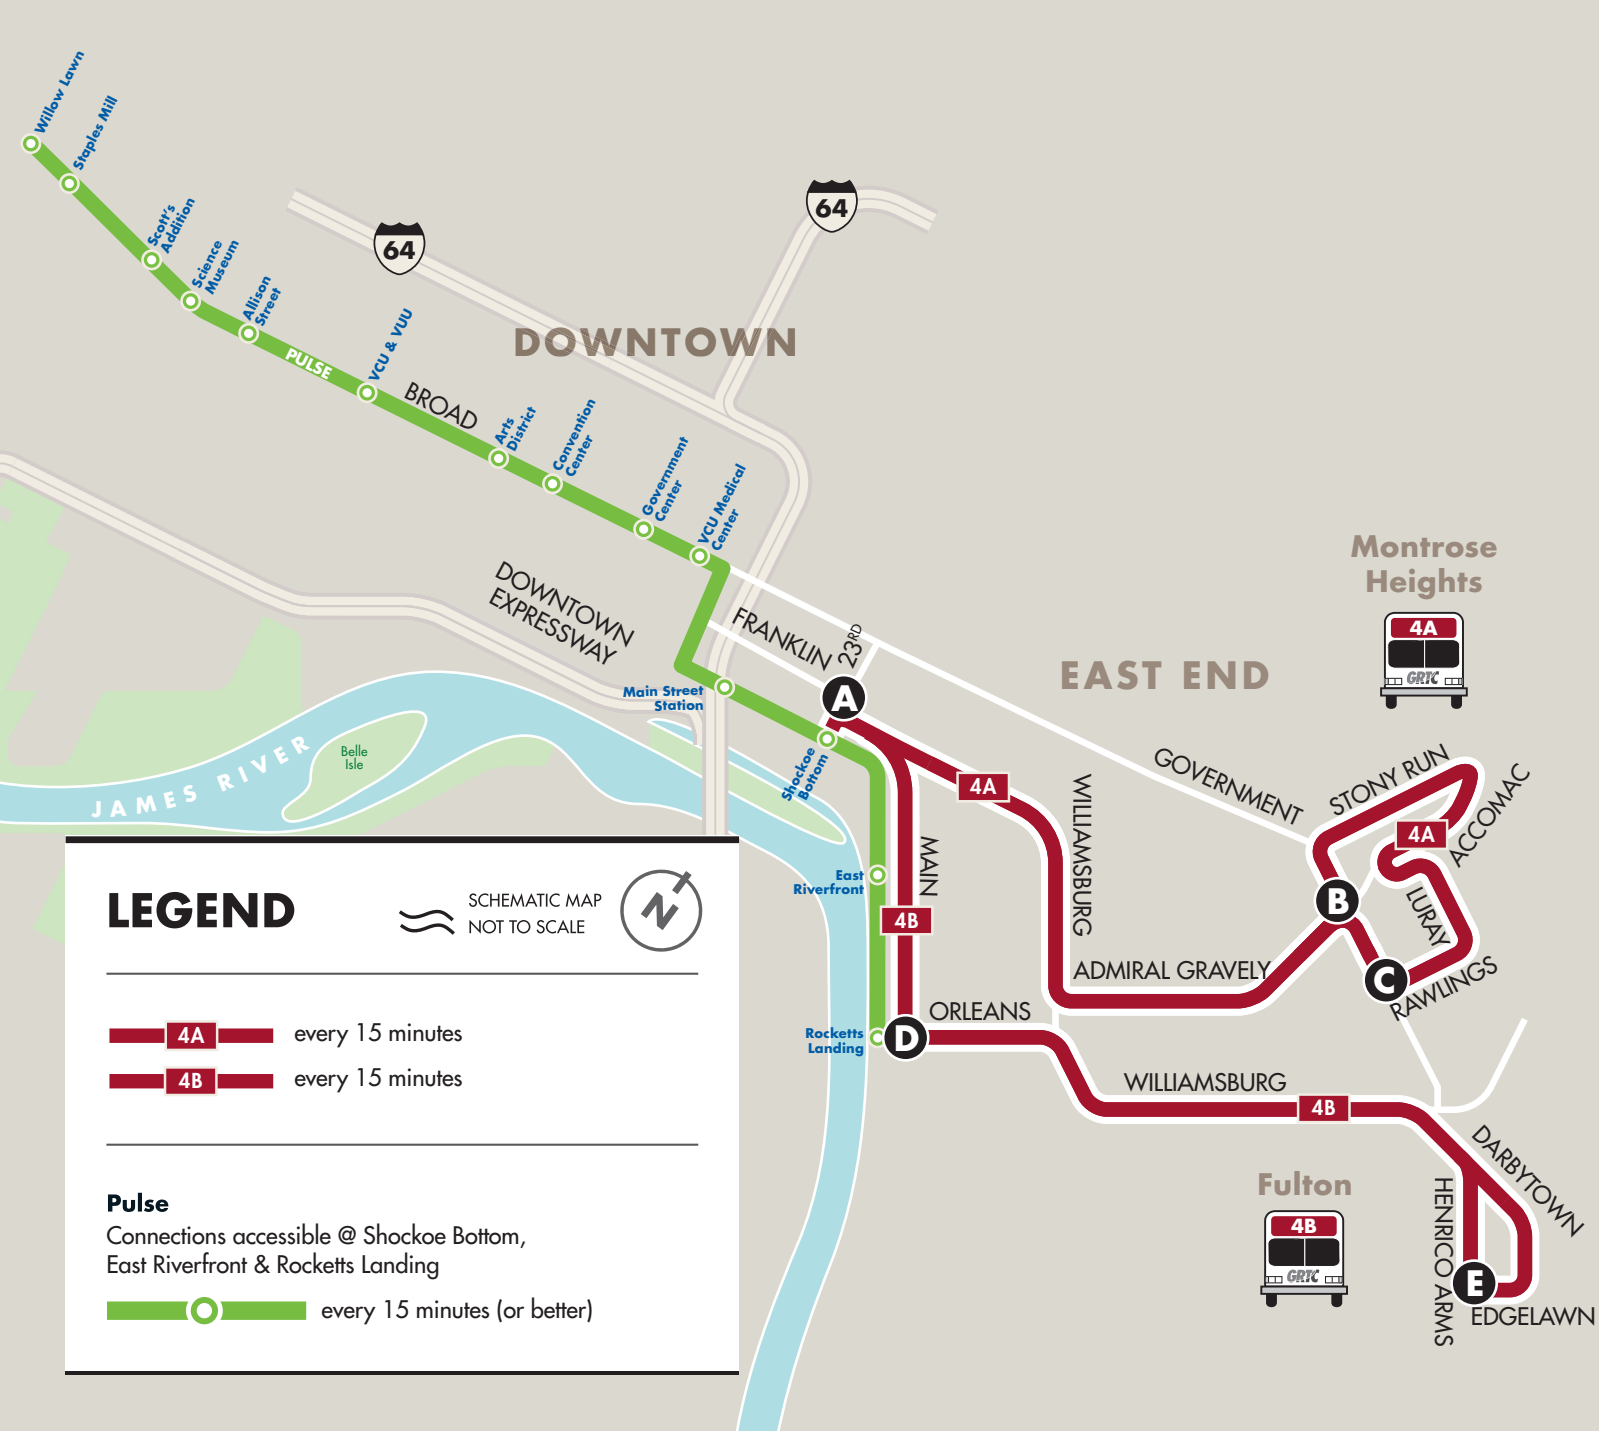 Willow Lawn
Staples Mill
Scott's
Addition
Science
Museum
Allison
Street
PULSE
VCU & VUU
BROAD
64
64
DOWNTOWN
Arts
District
Convention
Center
Government
Center
VCU Medical
Center
DOWNTOWN
EXPRESSWAY
FRANKLIN
23RD
A
Main Street
Station
Shockoe
Bottom
Belle
Isle
JAMES RIVER
EAST END
Montrose
Heights
4A
GRTC
GOVERNMENT
STONY RUN
ACCOMAC
4A
4A
WILLIAMSBURG
MAIN
East
Riverfront
4B
B
LURAY
C
RAWLINGS
ADMIRAL GRAVELY
ORLEANS
Rocketts
Landing
D
WILLIAMSBURG
4B
DARBYTOWN
Fulton
4B
GRTC
HENRICO ARMS
E
EDGELAWN
LEGEND
SCHEMATIC MAP
NOT TO SCALE
N
4A every 15 minutes
4B every 15 minutes
Pulse
Connections accessible @ Shockoe Bottom,
East Riverfront & Rocketts Landing
every 15 minutes (or better)